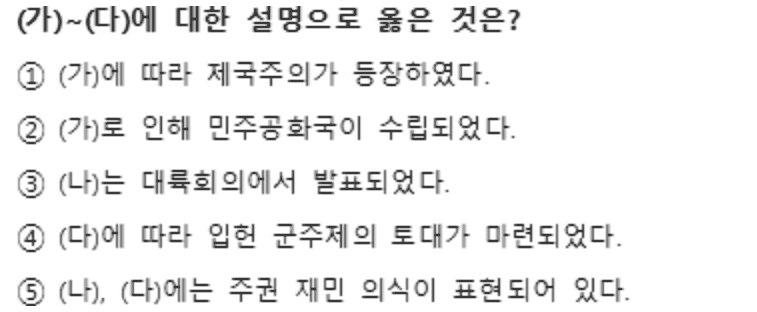 (가)~(다)에 대한 설명으로 옳은 것은?
① (가)에 따라 제국주의가 등장하였다.
② (가)로 인해 민주공화국이 수립되었다.
③ (나)는 대륙회의에서 발표되었다.
④ (다)에 따라 입헌 군주제의 토대가 마련되었다.
⑤ (나), (다)에는 주권 재민 의식이 표현되어 있다.